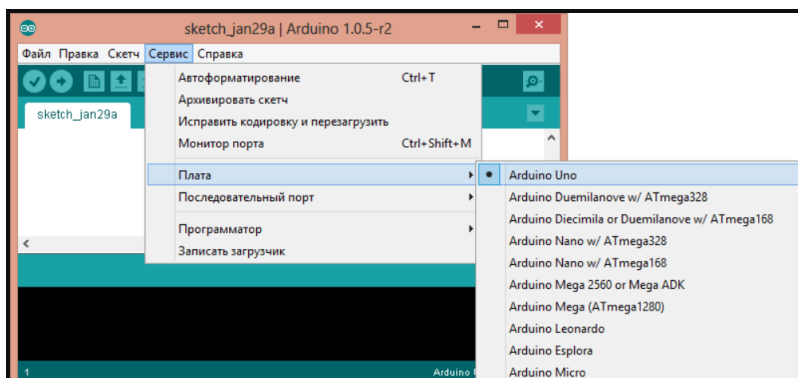 sketch_jan29a | Arduino 1.0.5-r2
Файл Правка Скетч Сервис Справка
sketch_jan29a
Автоформатирование Ctrl+T
Архивировать скетч
Исправить кодировку и перезагрузить
Монитор порта Ctrl+Shift+M
Плата
Последовательный порт
Программатор
Записать загрузчик
Arduino Uno
Arduino Duemilanove w/ ATmega328
Arduino Diecimila or Duemilanove w/ ATmega168
Arduino Nano w/ ATmega328
Arduino Nano w/ ATmega168
Arduino Mega 2560 or Mega ADK
Arduino Mega (ATmega1280)
Arduino Leonardo
Arduino Esplora
Arduino Micro
1 Arduino